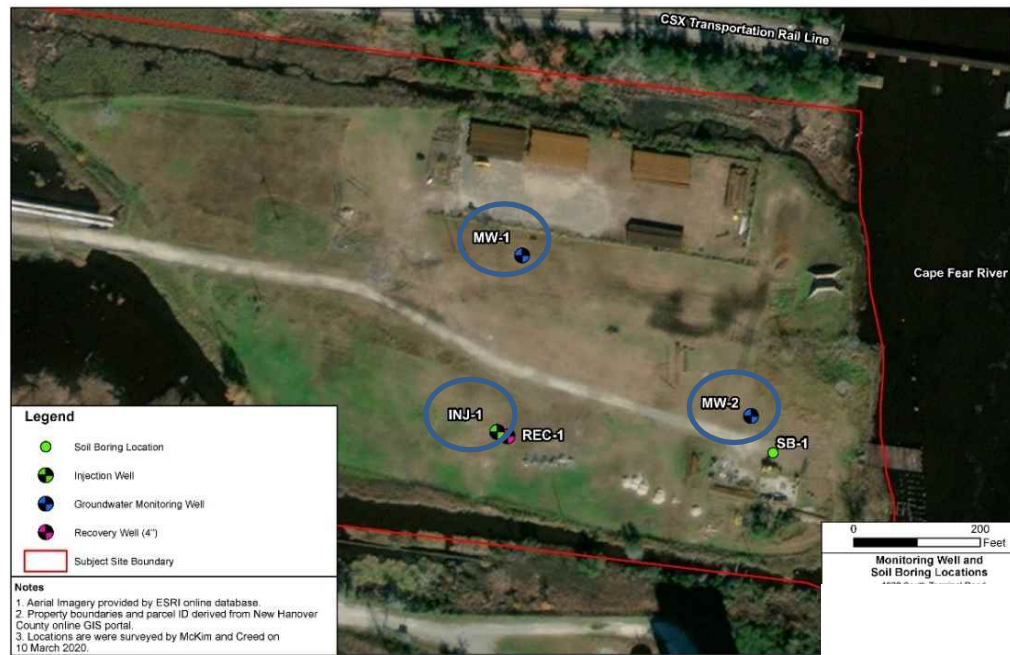 CSX Transportation Rail Line
MW-1
Cape Fear River
INJ-1
REC-1
MW-2
SB-1
Legend
Soil Boring Location
Injection Well
Groundwater Monitoring Well
Recovery Well (4")
Subject Site Boundary
Notes
1. Aerial Imagery provided by ESRI online database.
2. Property boundaries and parcel ID derived from New Hanover
County online GIS portal.
3. Locations are were surveyed by McKim and Creed on
10 March 2020.
0 200
Feet
Monitoring Well and
Soil Boring Locations